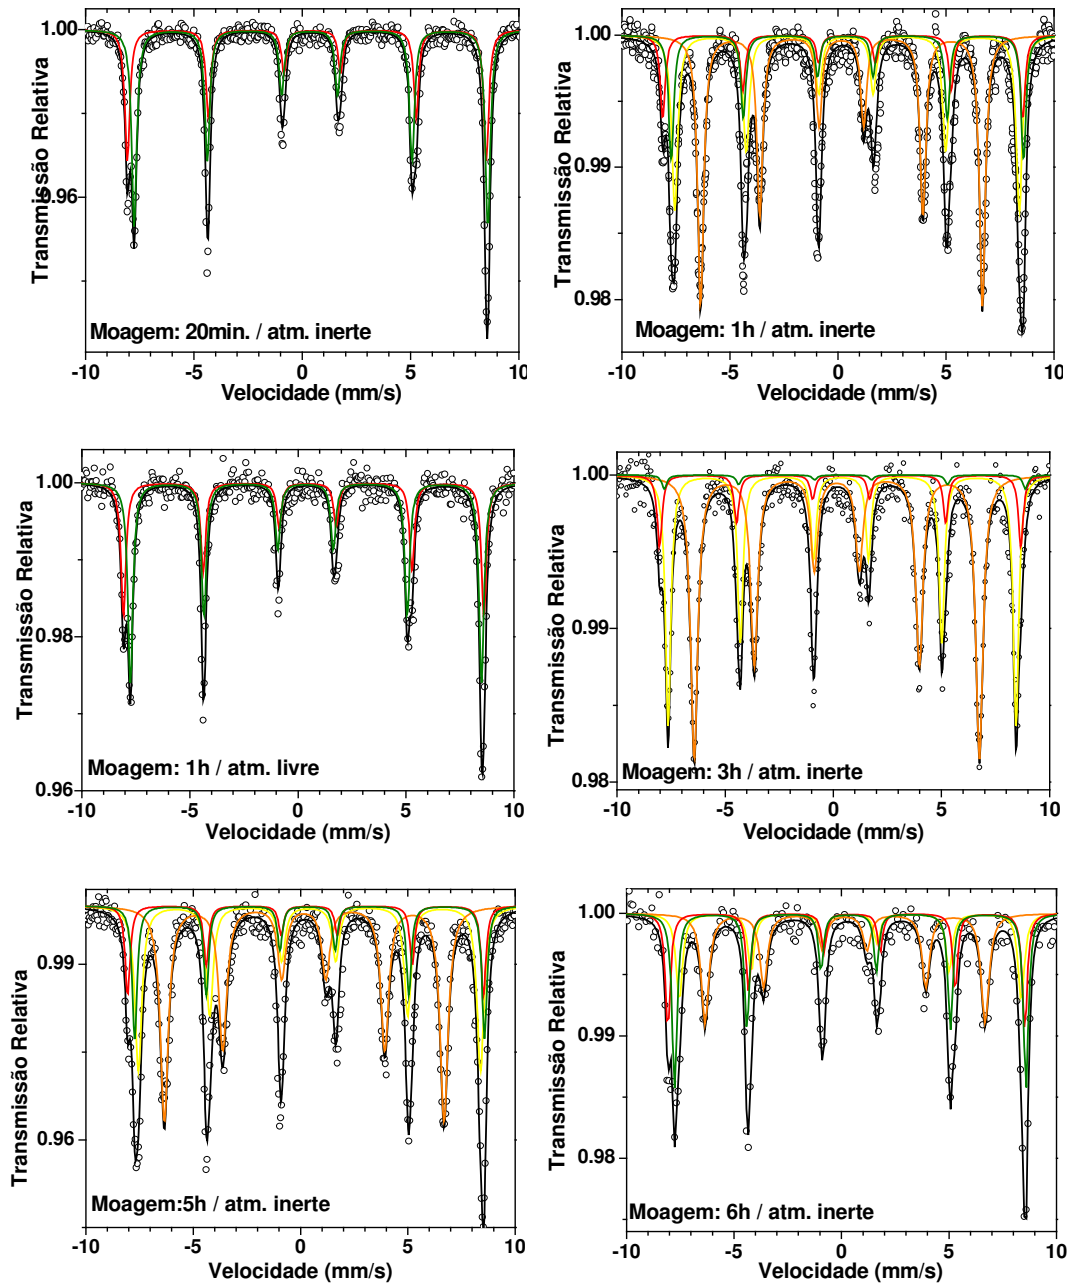 1.00
0.96
Transmissão Relativa
Moagem: 20min. / atm. inerte
-10 -5 0 5 10
Velocidade (mm/s)
1.00
0.99
0.98
Transmissão Relativa
Moagem: 1h / atm. inerte
-10 -5 0 5 10
Velocidade (mm/s)
1.00
0.98
0.96
Transmissão Relativa
Moagem: 1h / atm. livre
-10 -5 0 5 10
Velocidade (mm/s)
1.00
0.99
0.98
Transmissão Relativa
Moagem: 3h / atm. inerte
-10 -5 0 5 10
Velocidade (mm/s)
0.99
0.96
Transmissão Relativa
Moagem:5h / atm. inerte
-10 -5 0 5 10
Velocidade (mm/s)
1.00
0.99
0.98
Transmissão Relativa
Moagem: 6h / atm. inerte
-10 -5 0 5 10
Velocidade (mm/s)